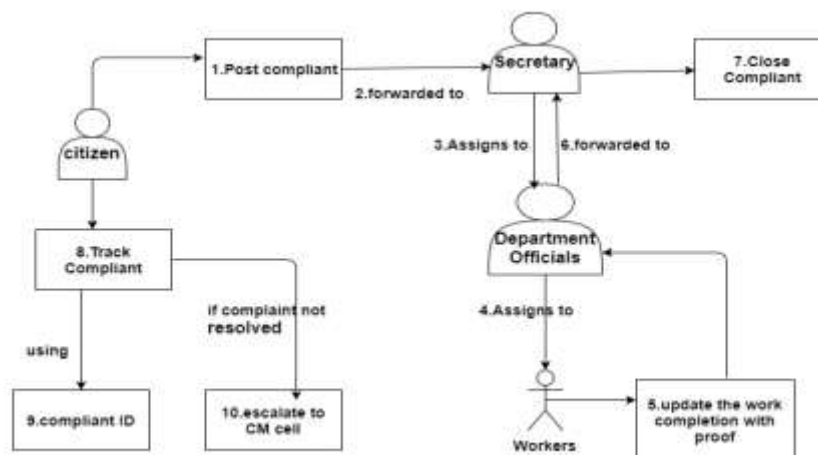 1.Post compliant
Secretary
7.Close
Compliant
2.forwarded to
citizen
3.Assigns to
6.forwarded to
8.Track
Compliant
Department
Officials
if complaint not
resolved
4.Assigns to
using
9.compliant ID
10.escalate to
CM cell
Workers
5.update the work
completion with
proof